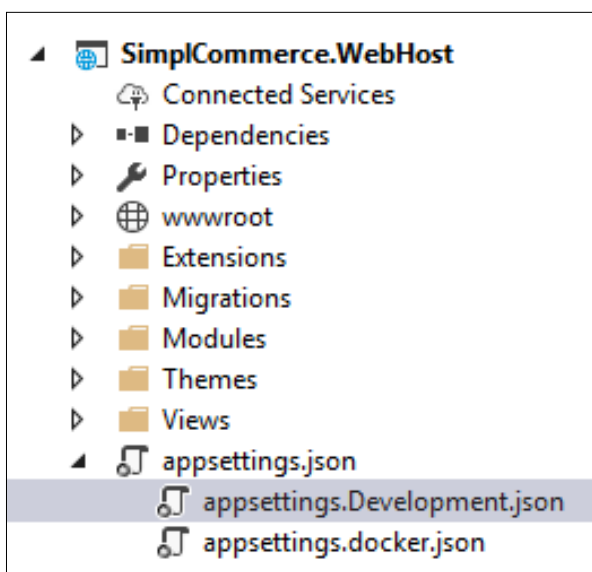 SimplCommerce.WebHost
Connected Services
Dependencies
Properties
wwwroot
Extensions
Migrations
Modules
Themes
Views
appsettings.json
appsettings.Development.json
appsettings.docker.json